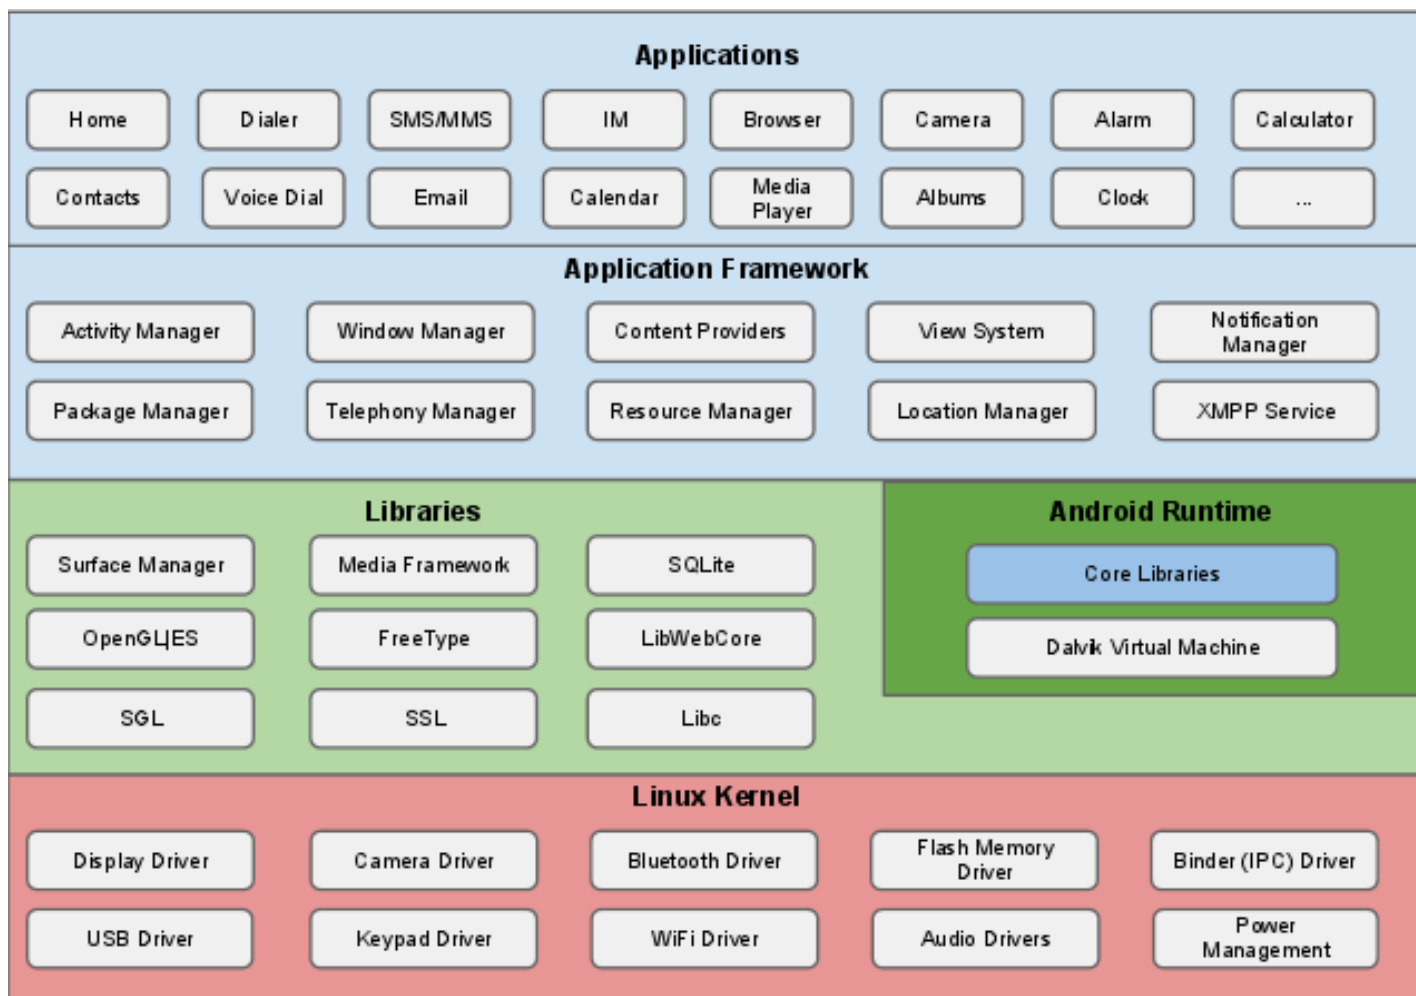 Applications
Home
Dialer
SMS/MMS
IM
Browser
Camera
Alarm
Calculator
Contacts
Voice Dial
Email
Calendar
Media
Player
Albums
Clock
...
Application Framework
Activity Manager
Window Manager
Content Providers
View System
Notification
Manager
Package Manager
Telephony Manager
Resource Manager
Location Manager
XMPP Service
Libraries
Surface Manager
Media Framework
SQLite
OpenGL|ES
FreeType
LibWebCore
SGL
SSL
Libc
Android Runtime
Core Libraries
Dalvik Virtual Machine
Linux Kernel
Display Driver
Camera Driver
Bluetooth Driver
Flash Memory
Driver
Binder (IPC) Driver
USB Driver
Keypad Driver
WiFi Driver
Audio Drivers
Power
Management